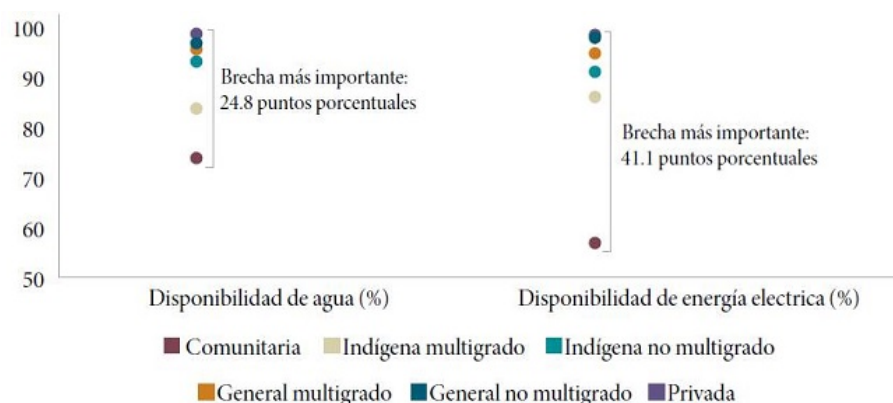 100
90
80
70
60
50
Brecha más importante:
24.8 puntos porcentuales
Brecha más importante:
41.1 puntos porcentuales
Disponibilidad de agua (%)
Disponibilidad de energía electrica (%)
Comunitaria Indígena multigrado Indígena no multigrado
General multigrado General no multigrado Privada